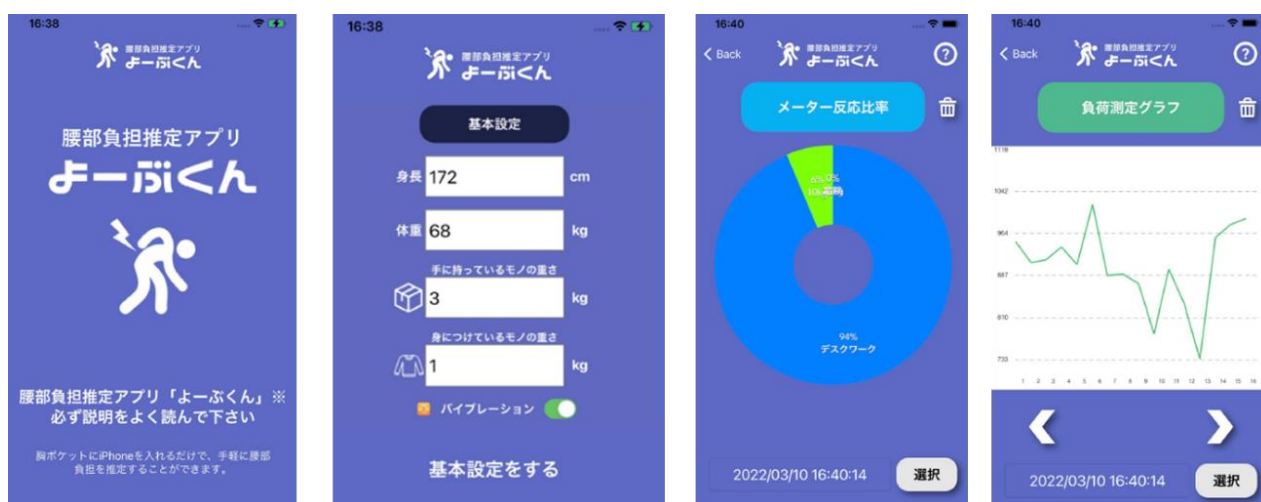 16:38
腰部負担推定アプリ
よーぶくん
腰部負担推定アプリ
よーぶくん
腰部負担推定アプリ「よーぶくん」※
必ず説明をよく読んで下さい
胸ポケットにiPhoneを入れるだけで、手軽に腰部
負担を推定することができます。
16:38
腰部負担推定アプリ
よーぶくん
基本設定
身長 172 cm
体重 68 kg
手に持っているモノの重さ
3 kg
身につけているモノの重さ
1 kg
バイブレーション
基本設定をする
16:40
Back
腰部負担推定アプリ
よーぶくん
?
メーター反応比率
94%
デスクワーク
2022/03/10 16:40:14 選択
16:40
Back
腰部負担推定アプリ
よーぶくん
?
負荷測定グラフ
1119
1042
964
887
810
733
1 2 3 4 5 6 7 8 9 10 11 12 13 14 15 16
2022/03/10 16:40:14 選択